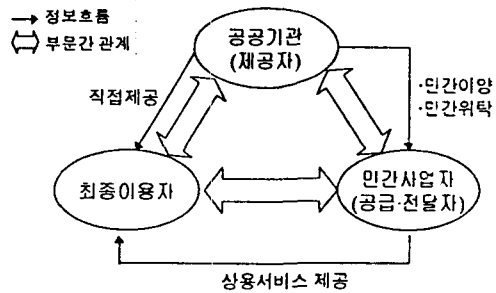 정보흐름
부문간 관계
공공기관
(제공자)
직접제공
·민간이양
·민간위탁
최종이용자
민간사업자
(공급·전달자)
상용서비스 제공